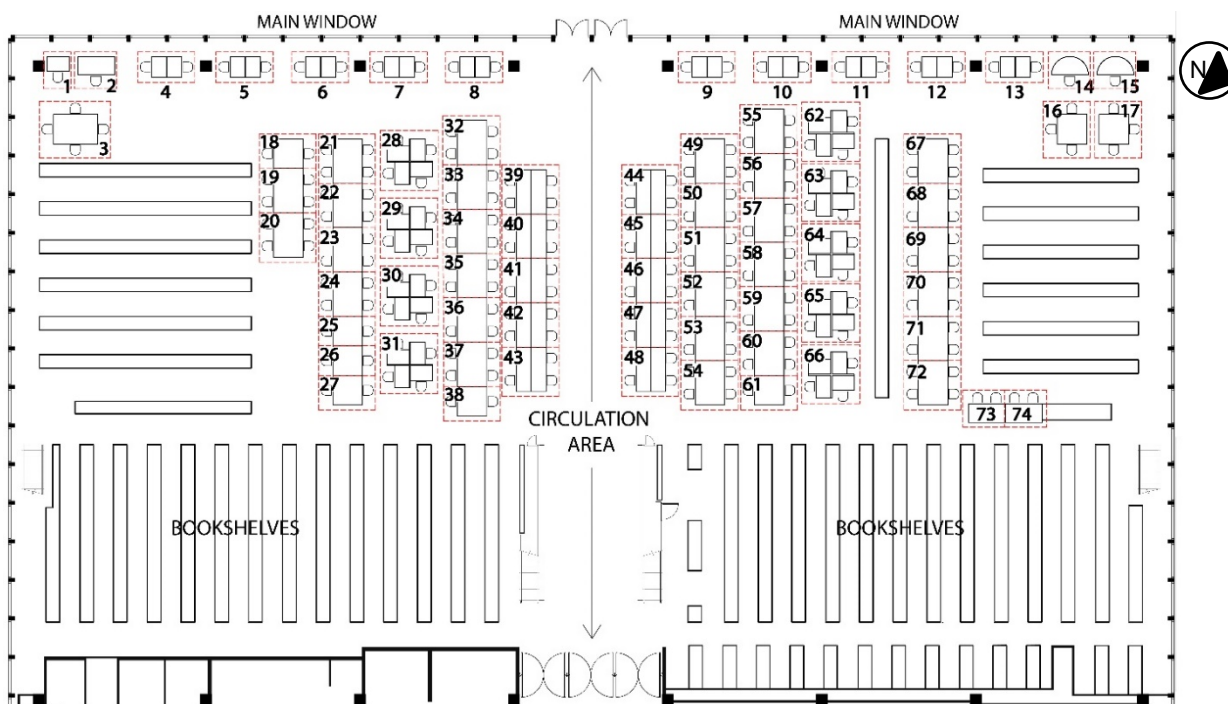 MAIN WINDOW MAIN WINDOW
N
1 2 4 5 6 7 8 9 10 11 12 13 14 15
3 16 17
18 21 28 32 49 55 62 67
19 22 33 39 44 50 56 63 68
20 23 29 34 40 45 51 57 64 69
24 30 35 41 46 52 58 65 70
25 31 36 42 47 53 59 66 71
26 37 43 48 54 60 72
27 38 61
73 74
CIRCULATION
AREA
BOOKSHELVES BOOKSHELVES